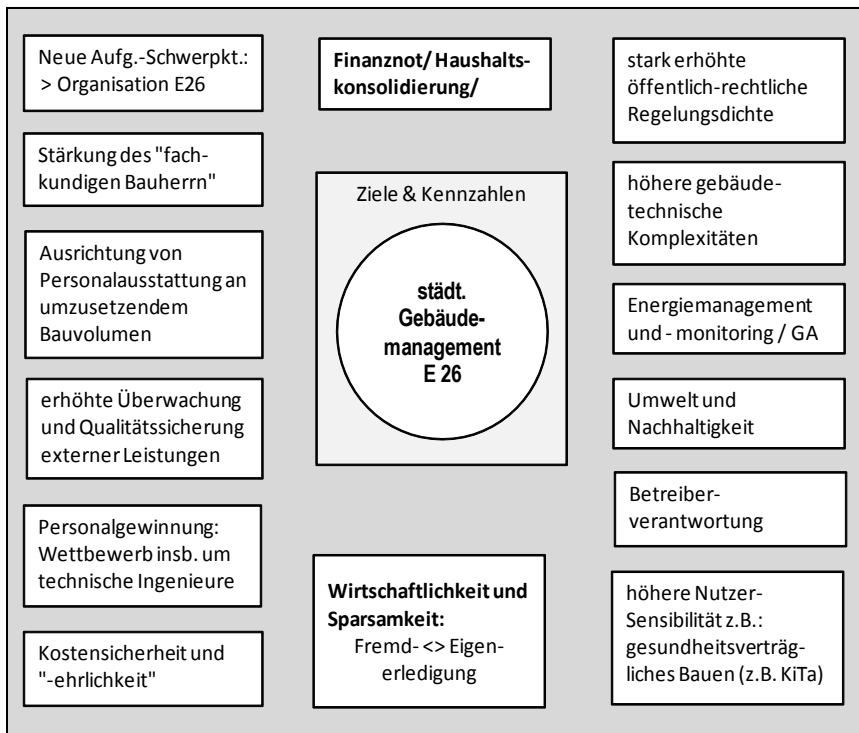 Neue Aufg.-Schwerpkt.:
> Organisation E26
Stärkung des "fach-
kundigen Bauherrn"
Ausrichtung von
Personalausstattung an
umzusetzendem
Bauvolumen
erhöhte Überwachung
und Qualitätssicherung
externer Leistungen
Personalgewinnung:
Wettbewerb insb. um
technische Ingenieure
Kostensicherheit und
"-ehrlichkeit"
Finanznot/ Haushalts-
konsolidierung/
Ziele & Kennzahlen
städt.
Gebäude-
management
E 26
Wirtschaftlichkeit und
Sparsamkeit:
Fremd- <> Eigen-
erledigung
stark erhöhte
öffentlich-rechtliche
Regelungsdichte
höhere gebäude-
technische
Komplexitäten
Energiemanagement
und - monitoring / GA
Umwelt und
Nachhaltigkeit
Betreiber-
verantwortung
höhere Nutzer-
Sensibilität z.B.:
gesundheitsverträg-
liches Bauen (z.B. KiTa)